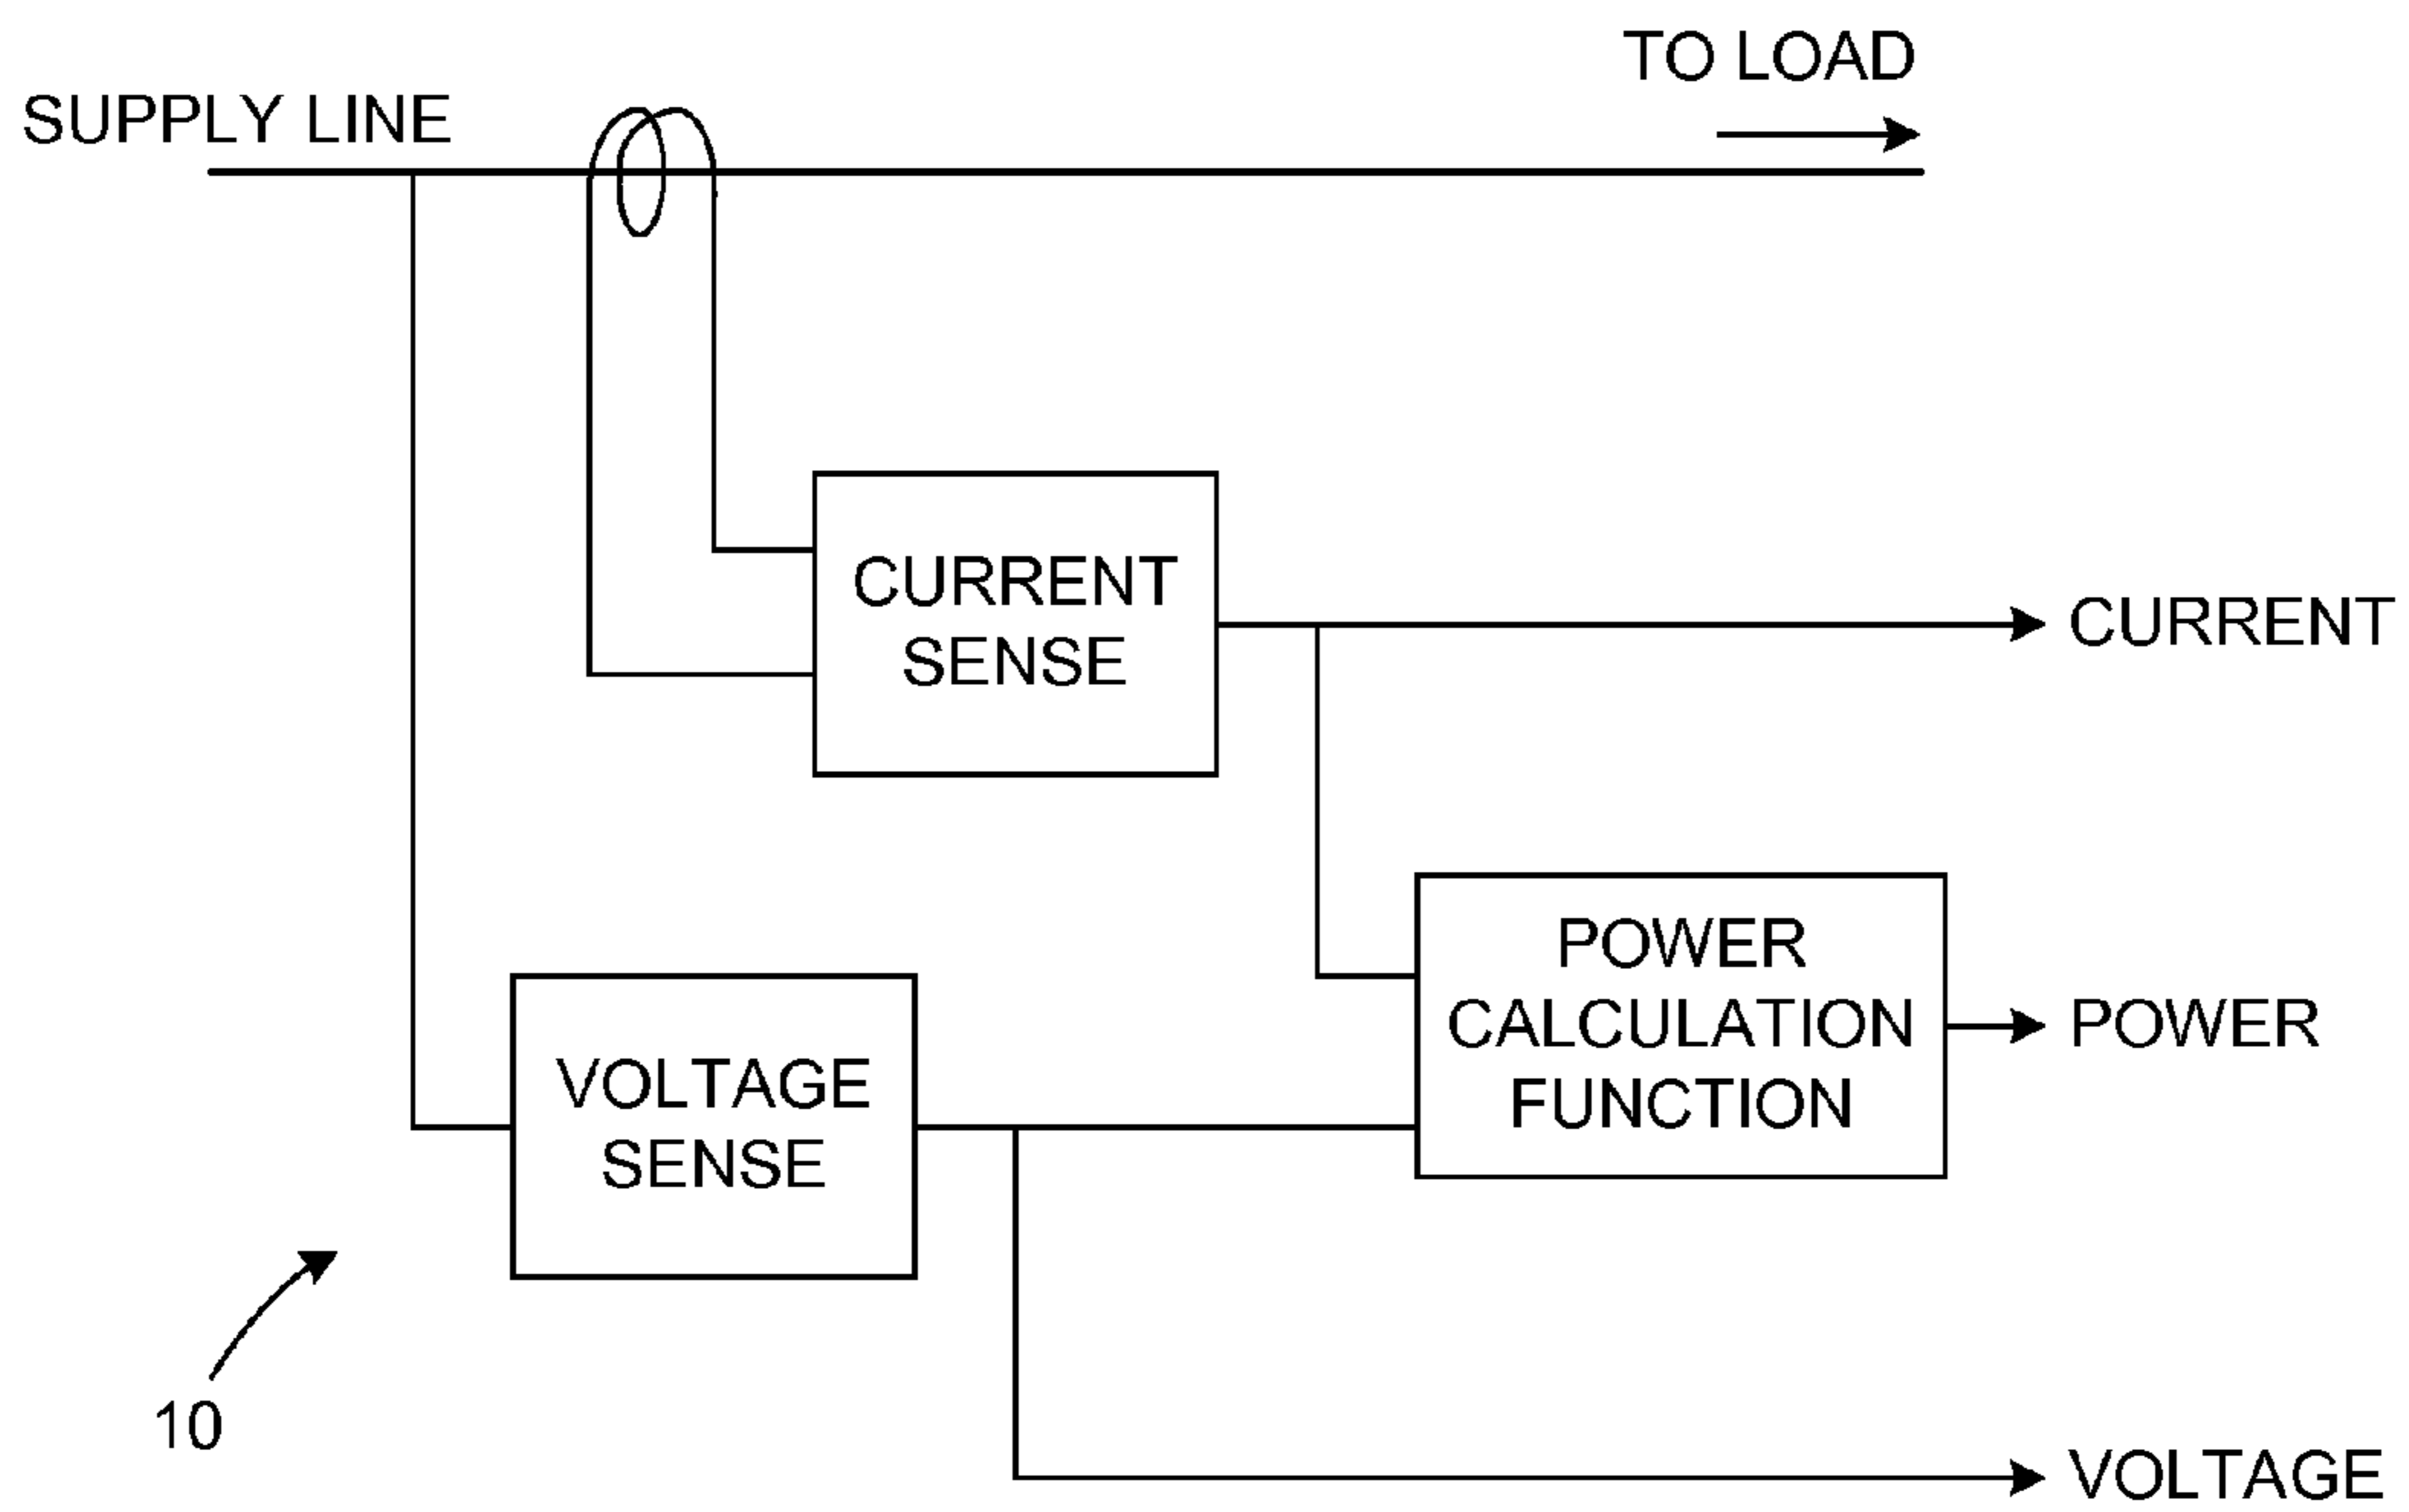 TO LOAD
SUPPLY LINE
CURRENT
SENSE
CURRENT
POWER
CALCULATION
FUNCTION
POWER
VOLTAGE
SENSE
10
VOLTAGE